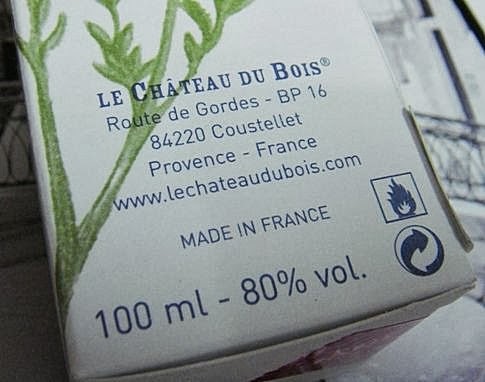 LE CHÂTEAU DU BOIS®
Route de Gordes - BP 16
84220 Coustellet
Provence - France
www.lechateaudubois.com
MADE IN FRANCE
100 ml - 80% vol.